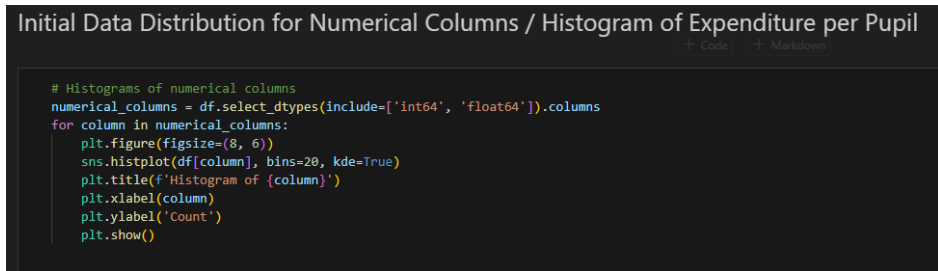 Initial Data Distribution for Numerical Columns / Histogram of Expenditure per Pupil
+ Code + Markdown
# Histograms of numerical columns
numerical_columns = df.select_dtypes(include=['int64', 'float64']).columns
for column in numerical_columns:
    plt.figure(figsize=(8, 6))
    sns.histplot(df[column], bins=20, kde=True)
    plt.title(f'Histogram of {column}')
    plt.xlabel(column)
    plt.ylabel('Count')
    plt.show()